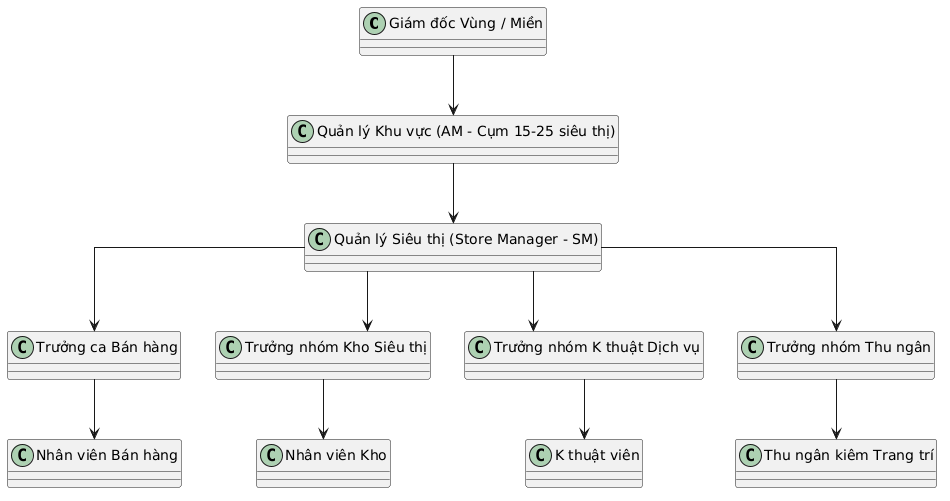 C Giám đốc Vùng / Miền
C Quản lý Khu vực (AM - Cụm 15-25 siêu thị)
C Quản lý Siêu thị (Store Manager - SM)
C Trưởng ca Bán hàng
C Trưởng nhóm Kho Siêu thị
C Trưởng nhóm K thuật Dịch vụ
C Trưởng nhóm Thu ngân
C Nhân viên Bán hàng
C Nhân viên Kho
C K thuật viên
C Thu ngân kiêm Trang trí